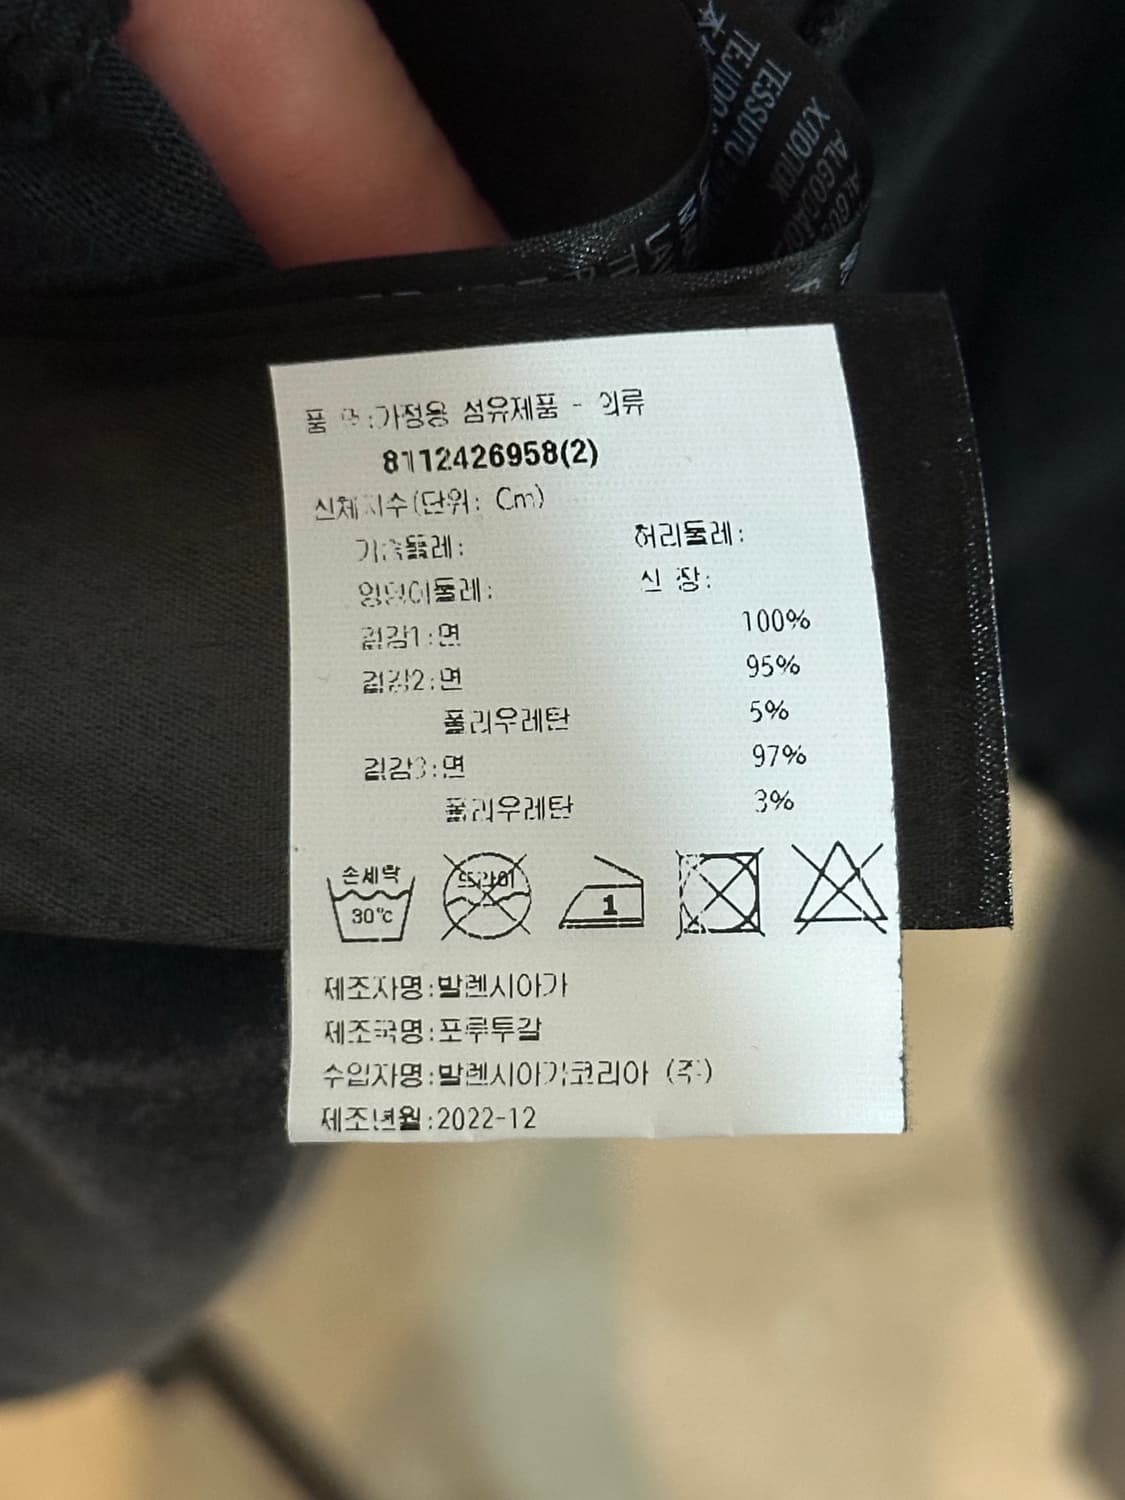 TEJIDO
TESSUTO
ХЛОПОК
품 명:가정용 섬유제품 - 의류
8112426958(2)
신체치수(단위: Cm)
가슴둘레: 허리둘레:
엉덩이둘레: 신 장:
겉감1:면 100%
겉감2:면 95%
폴리우레탄 5%
겉감3:면 97%
폴리우레탄 3%
손세탁
30℃
드라이
1
제조자명:발렌시아가
제조국명:포루투갈
수입자명:발렌시아가코리아 (주)
제조년월:2022-12